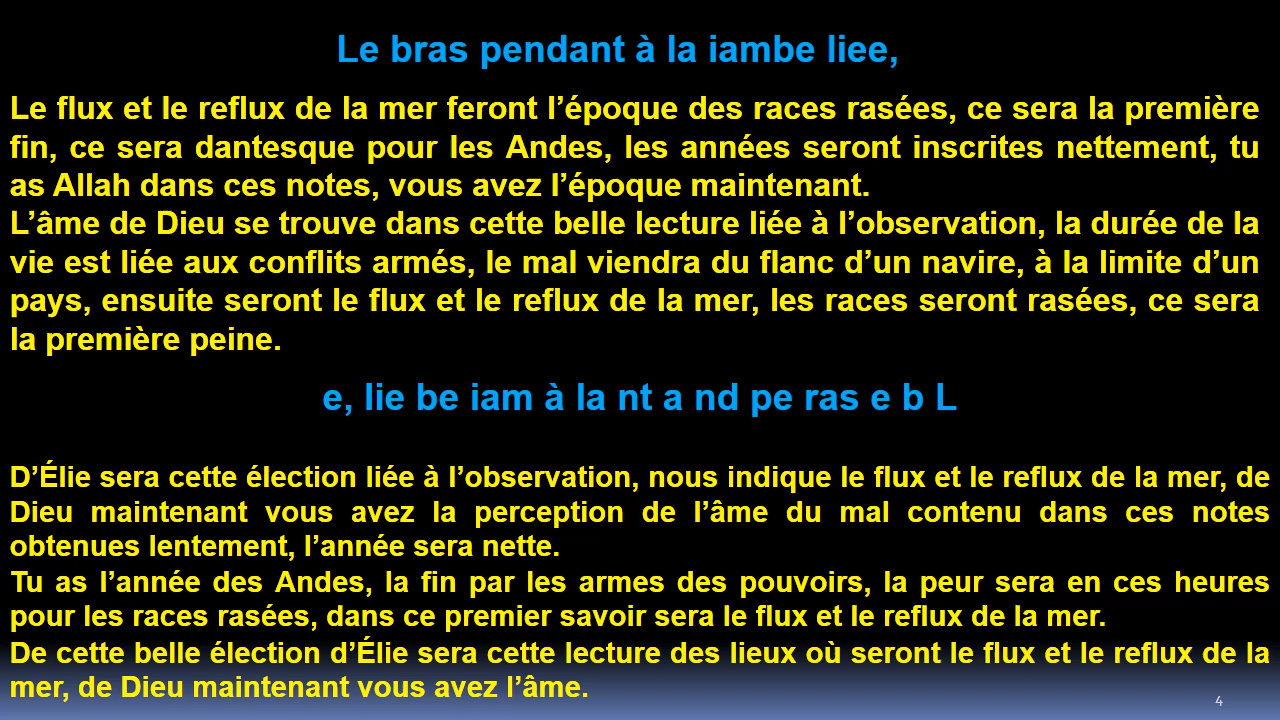 Le bras pendant à la iambe liee,
Le flux et le reflux de la mer feront l’époque des races rasées, ce sera la première
fin, ce sera dantesque pour les Andes, les années seront inscrites nettement, tu
as Allah dans ces notes, vous avez l’époque maintenant.
L’âme de Dieu se trouve dans cette belle lecture liée à l’observation, la durée de la
vie est liée aux conflits armés, le mal viendra du flanc d’un navire, à la limite d’un
pays, ensuite seront le flux et le reflux de la mer, les races seront rasées, ce sera
la première peine.
e, lie be iam à la nt a nd pe ras e b L
D’Élie sera cette élection liée à l’observation, nous indique le flux et le reflux de la mer, de
Dieu maintenant vous avez la perception de l’âme du mal contenu dans ces notes
obtenues lentement, l’année sera nette.
Tu as l’année des Andes, la fin par les armes des pouvoirs, la peur sera en ces heures
pour les races rasées, dans ce premier savoir sera le flux et le reflux de la mer.
De cette belle élection d’Élie sera cette lecture des lieux où seront le flux et le reflux de la
mer, de Dieu maintenant vous avez l’âme.
4